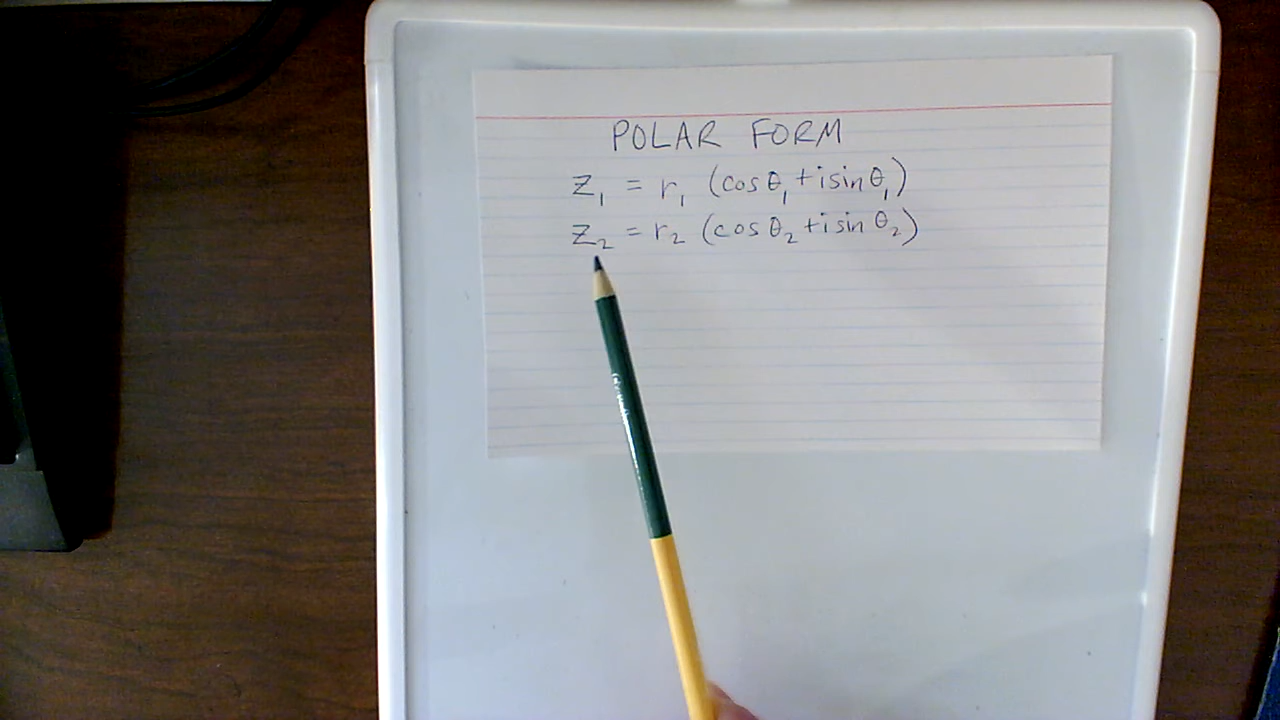 POLAR FORM
z₁ = r₁ (cos θ₁ + i sin θ₁)
z₂ = r₂ (cos θ₂ + i sin θ₂)